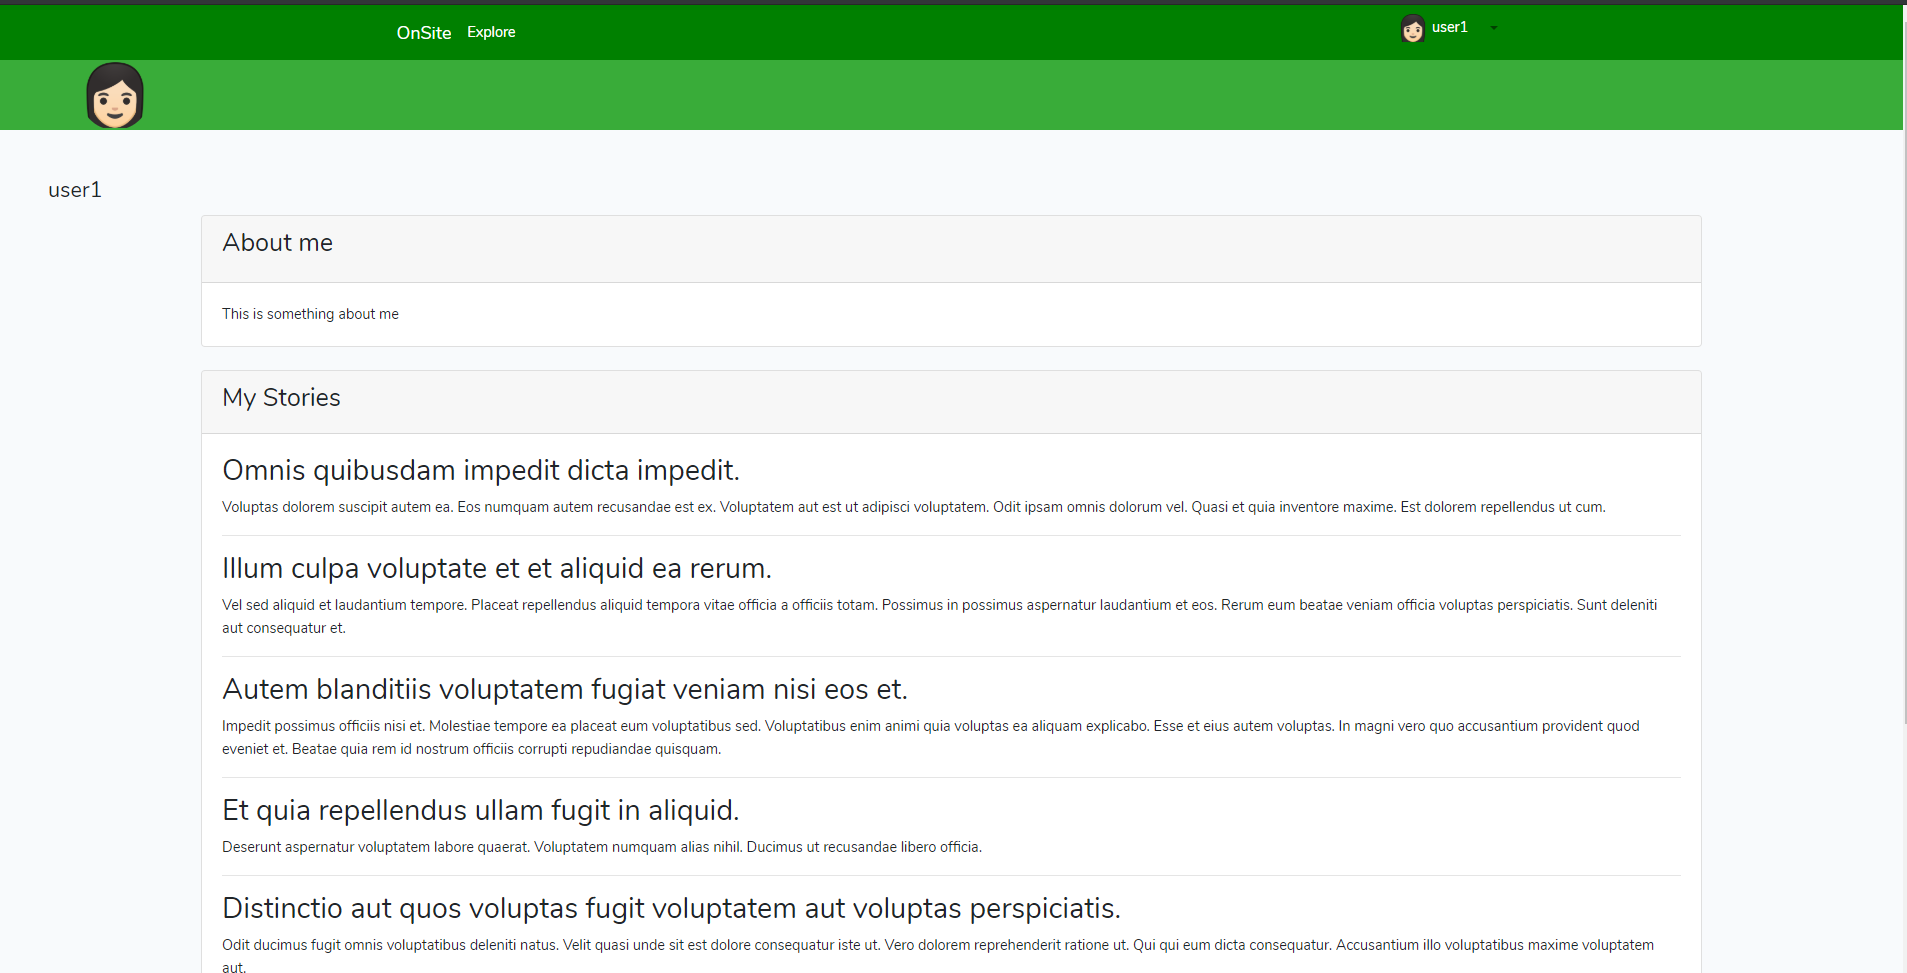 OnSite Explore user1
user1
About me
This is something about me
My Stories
Omnis quibusdam impedit dicta impedit.
Voluptas dolorem suscipit autem ea. Eos numquam autem recusandae est ex. Voluptatem aut est ut adipisci voluptatem. Odit ipsam omnis dolorum vel. Quasi et quia inventore maxime. Est dolorem repellendus ut cum.
Illum culpa voluptate et et aliquid ea rerum.
Vel sed aliquid et laudantium tempore. Placeat repellendus aliquid tempora vitae officia a officiis totam. Possimus in possimus aspernatur laudantium et eos. Rerum eum beatae veniam officia voluptas perspiciatis. Sunt deleniti
aut consequatur et.
Autem blanditiis voluptatem fugiat veniam nisi eos et.
Impedit possimus officiis nisi et. Molestiae tempore ea placeat eum voluptatibus sed. Voluptatibus enim animi quia voluptas ea aliquam explicabo. Esse et eius autem voluptas. In magni vero quo accusantium provident quod
eveniet et. Beatae quia rem id nostrum officiis corrupti repudiandae quisquam.
Et quia repellendus ullam fugit in aliquid.
Deserunt aspernatur voluptatem labore quaerat. Voluptatem numquam alias nihil. Ducimus ut recusandae libero officia.
Distinctio aut quos voluptas fugit voluptatem aut voluptas perspiciatis.
Odit ducimus fugit omnis voluptatibus deleniti natus. Velit quasi unde sit est dolore consequatur iste ut. Vero dolorem reprehenderit ratione ut. Qui qui eum dicta consequatur. Accusantium illo voluptatibus maxime voluptatem
aut.